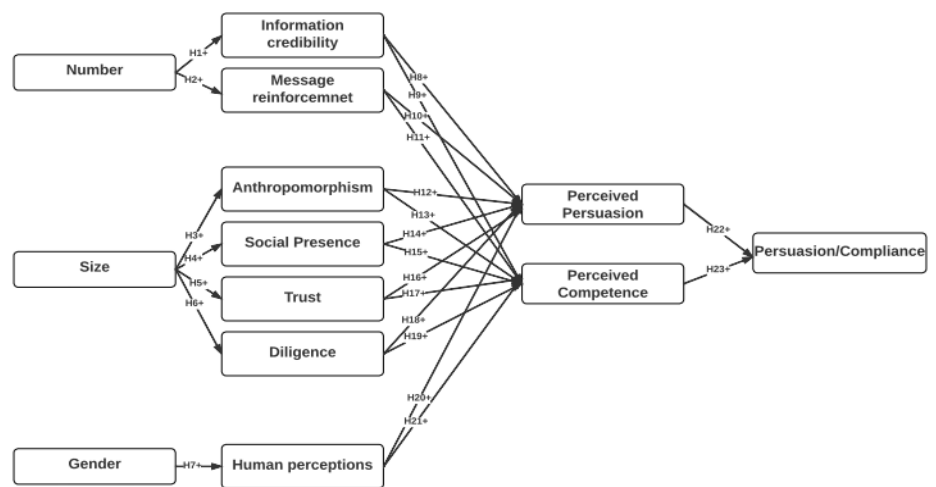 Information
credibility
H1+
Number
H2+
Message
reinforcemnet
H8+
H9+
H10+
H11+
Anthropomorphism
H12+
H13+
Perceived
Persuasion
H3+
Social Presence
H14+
H22+
H4+
H15+
Persuasion/Compliance
Size
H5+
Trust
H16+
H17+
Perceived
Competence
H23+
H6+
H18+
Diligence
H19+
H20+
H21+
Gender
H7+
Human perceptions